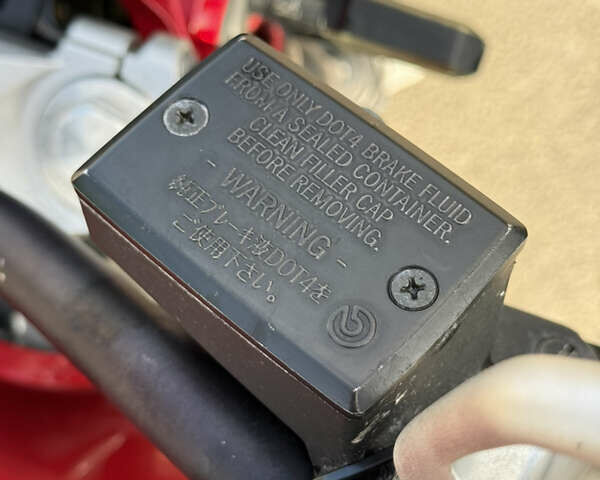 USE ONLY DOT4 BRAKE FLUID
FROM A SEALED CONTAINER.
CLEAN FILLER CAP
BEFORE REMOVING.
- WARNING -
純正ブレーキ液DOT4を
ご使用下さい。